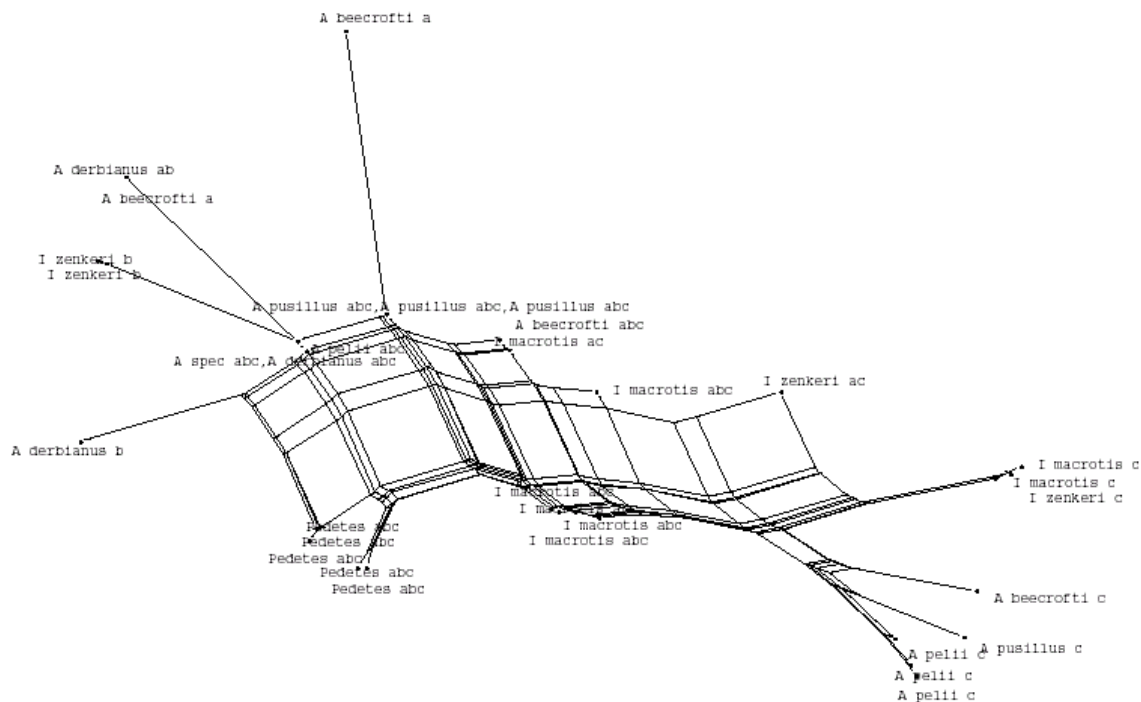 A beecrofti a
A derbianus ab
A beecrofti a
I zenkeri b
I zenkeri b
A pusillus abc,A pusillus abc,A pusillus abc
A beecrofti abc
macrotis ac
pelii abc
A spec abc,A derbianus abc
I macrotis abc
I zenkeri ac
A derbianus b
I macrotis c
I macrotis c
I zenkeri c
I macrotis abc
I macrotis abc
I macrotis abc
Pedetes abc
Pedetes abc
Pedetes abc
Pedetes abc
Pedetes abc
A beecrofti c
A pusillus c
A pelii c
A pelii c
A pelii c